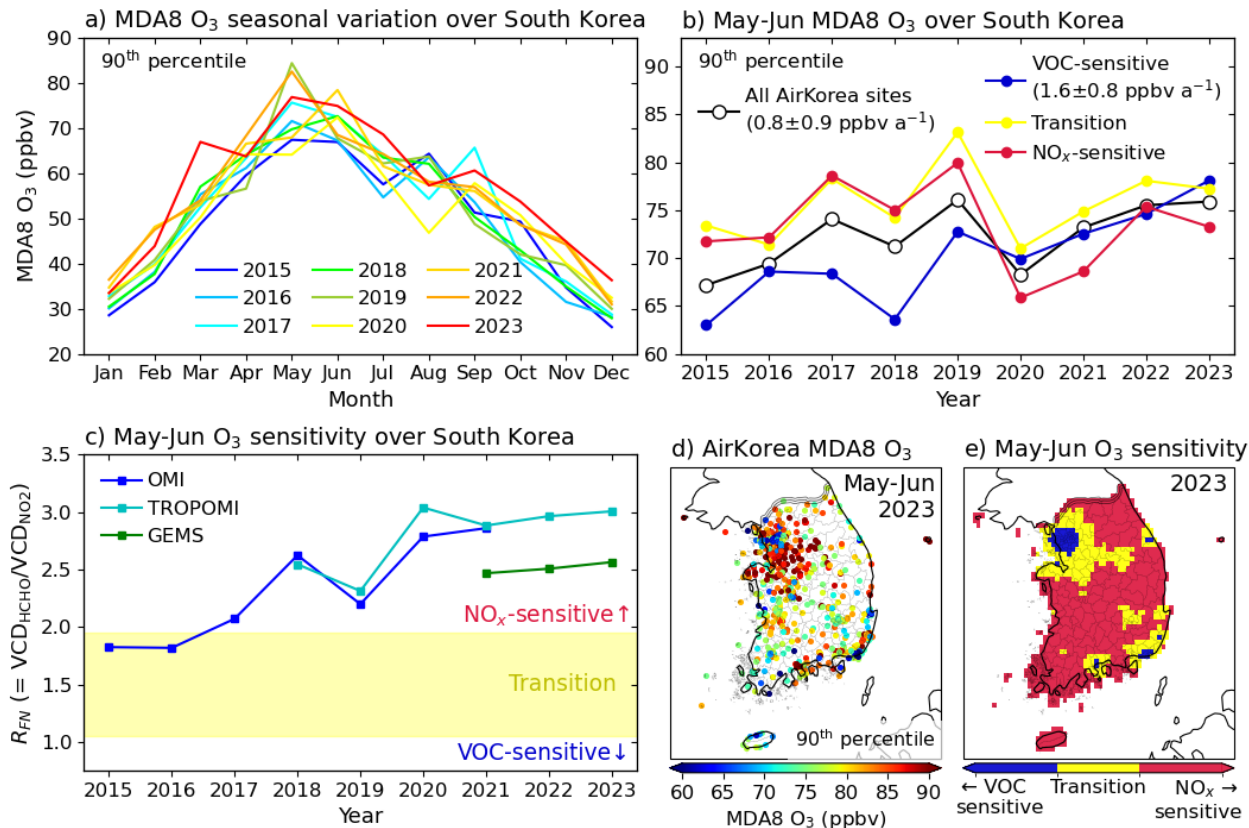 a) MDA8 O₃ seasonal variation over South Korea
90
80
70
60
50
40
30
20
MDA8 O₃ (ppbv)
90ᵗʰ percentile
2015
2018
2021
2016
2019
2022
2017
2020
2023
Jan Feb Mar Apr May Jun Jul Aug Sep Oct Nov Dec
Month
b) May-Jun MDA8 O₃ over South Korea
90
85
80
75
70
65
60
90ᵗʰ percentile
All AirKorea sites
(0.8±0.9 ppbv a⁻¹)
VOC-sensitive
(1.6±0.8 ppbv a⁻¹)
Transition
NOₓ-sensitive
2015 2016 2017 2018 2019 2020 2021 2022 2023
Year
c) May-Jun O₃ sensitivity over South Korea
3.5
3.0
2.5
2.0
1.5
1.0
R_FN (= VCD_HCHO/VCD_NO2)
OMI
TROPOMI
GEMS
NOₓ-sensitive↑
Transition
VOC-sensitive↓
2015 2016 2017 2018 2019 2020 2021 2022 2023
Year
d) AirKorea MDA8 O₃
May-Jun
2023
90ᵗʰ percentile
60 65 70 75 80 85 90
MDA8 O₃ (ppbv)
e) May-Jun O₃ sensitivity
2023
← VOC
sensitive
Transition
NOₓ →
sensitive